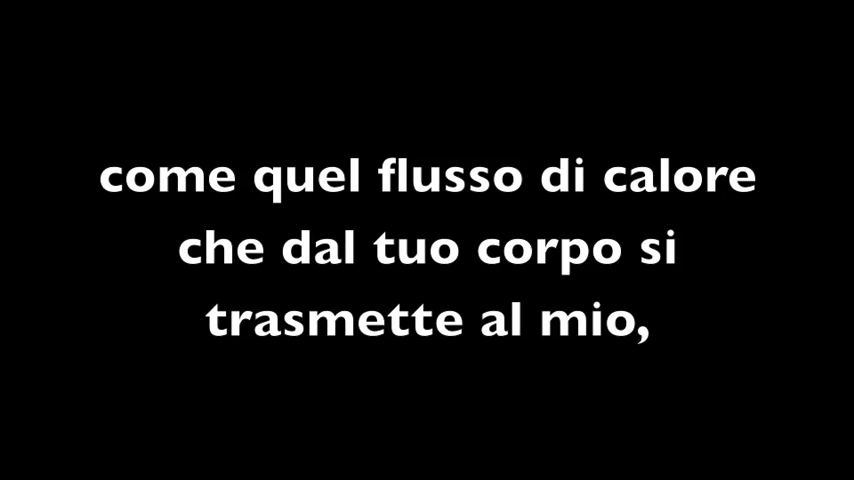 come quel flusso di calore
che dal tuo corpo si
trasmette al mio,